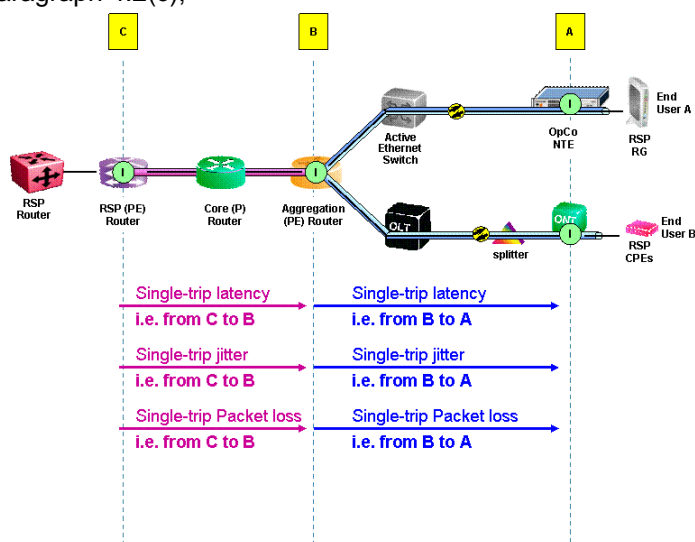 aragraph 4.2(c),
C
B
A
I
I
I
I
RSP
Router
RSP (PE)
Router
Core (P)
Router
Aggregation
(PE) Router
Active
Ethernet
Switch
OpCo
NTE
RSP
RG
End
User A
OLT
splitter
ONT
RSP
CPEs
End
User B
Single-trip latency
i.e. from C to B
Single-trip latency
i.e. from B to A
Single-trip jitter
i.e. from C to B
Single-trip jitter
i.e. from B to A
Single-trip Packet loss
i.e. from C to B
Single-trip Packet loss
i.e. from B to A